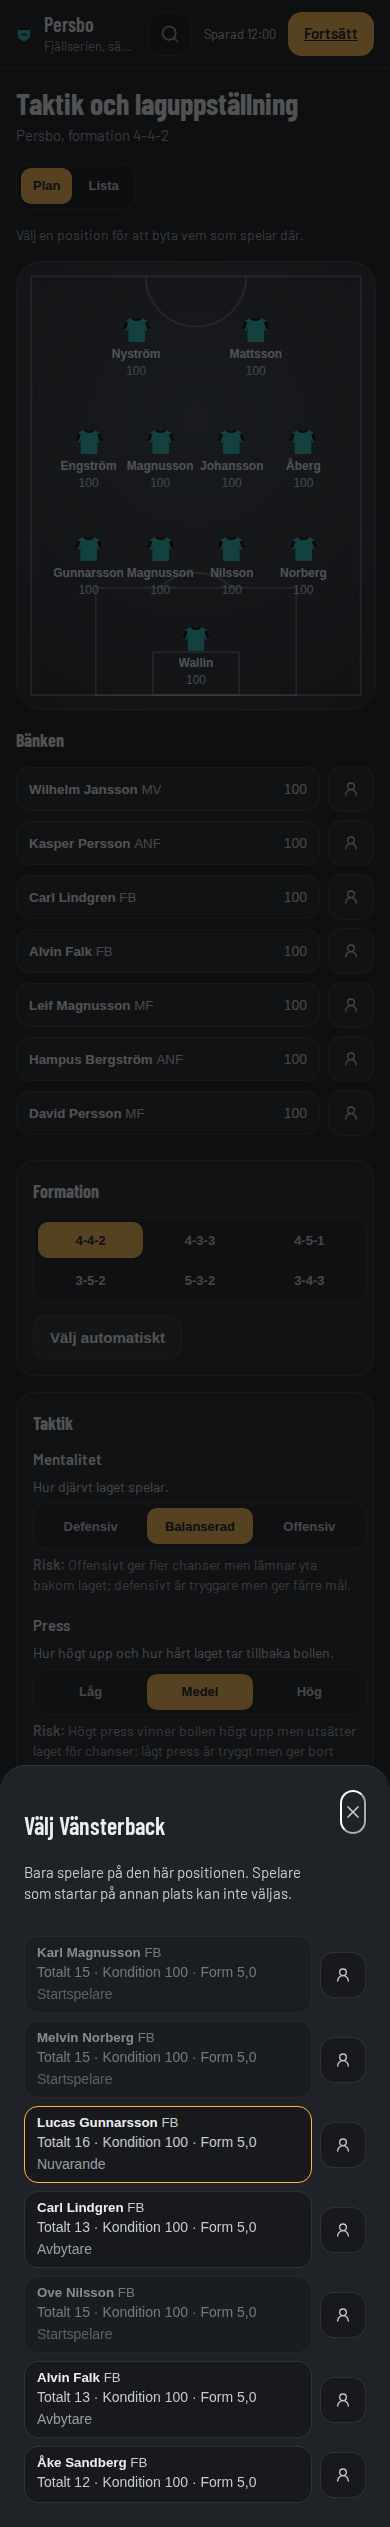 Persbo
Fjällserien, sä...
Sparad 12:00
Fortsätt
Taktik och laguppställning
Persbo, formation 4-4-2
Plan
Lista
Välj en position för att byta vem som spelar där.
Nyström
Mattsson
100
100
Engström
Magnusson
Johansson
Åberg
100
100
100
100
Gunnarsson
Magnusson
Nilsson
Norberg
100
100
100
100
Wallin
100
Bänken
Wilhelm Jansson MV 100
Kasper Persson ANF 100
Carl Lindgren FB 100
Alvin Falk FB 100
Leif Magnusson MF 100
Hampus Bergström ANF 100
David Persson MF 100
Formation
4-4-2
4-3-3
4-5-1
3-5-2
5-3-2
3-4-3
Välj automatiskt
Taktik
Mentalitet
Hur djärvt laget spelar.
Defensiv
Balanserad
Offensiv
Risk: Offensivt ger fler chanser men lämnar yta
bakom laget; defensivt är tryggare men ger färre mål.
Press
Hur högt upp och hur hårt laget tar tillbaka bollen.
Låg
Medel
Hög
Risk: Högt press vinner bollen högt upp men utsätter
laget för chanser; lågt press är tryggt men ger bort
Välj Vänsterback
Bara spelare på den här positionen. Spelare
som startar på annan plats kan inte väljas.
Karl Magnusson FB
Totalt 15 · Kondition 100 · Form 5,0
Startspelare
Melvin Norberg FB
Totalt 15 · Kondition 100 · Form 5,0
Startspelare
Lucas Gunnarsson FB
Totalt 16 · Kondition 100 · Form 5,0
Nuvarande
Carl Lindgren FB
Totalt 13 · Kondition 100 · Form 5,0
Avbytare
Ove Nilsson FB
Totalt 15 · Kondition 100 · Form 5,0
Startspelare
Alvin Falk FB
Totalt 13 · Kondition 100 · Form 5,0
Avbytare
Åke Sandberg FB
Totalt 12 · Kondition 100 · Form 5,0